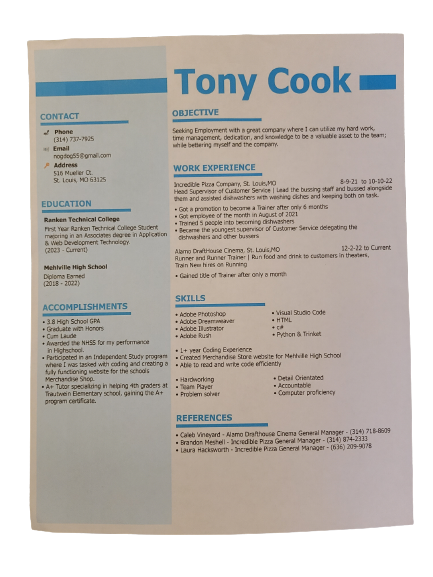 Tony Cook
CONTACT
Phone
(314) 737-7925
Email
nogdog55@gmail.com
Address
516 Mueller Ct.
St. Louis, MO 63125
EDUCATION
Ranken Technical College
First Year Ranken Technical College Student
majoring in an Associates degree in Application
& Web Development Technology.
(2023 - Current)
Mehlville High School
Diploma Earned
(2018 - 2022)
ACCOMPLISHMENTS
• 3.8 High School GPA
• Graduate with Honors
• Cum Laude
• Awarded the NHSS for my performance
in Highschool.
• Participated in an Independent Study program
where I was tasked with coding and creating a
fully functioning website for the schools
Merchandise Shop.
• A+ Tutor specializing in helping 4th graders at
Trautwein Elementary school, gaining the A+
program certificate.
OBJECTIVE
Seeking Employment with a great company where I can utilize my hard work,
time management, dedication, and knowledge to be a valuable asset to the team;
while bettering myself and the company.
WORK EXPERIENCE
Incredible Pizza Company, St. Louis,MO 8-9-21 to 10-10-22
Head Supervisor of Customer Service | Lead the bussing staff and bussed alongside
them and assisted dishwashers with washing dishes and keeping both on task.
• Got a promotion to become a Trainer after only 6 months
• Got employee of the month in August of 2021
• Trained 5 people into becoming dishwashers
• Became the youngest supervisor of Customer Service delegating the
dishwashers and other bussers
Alamo DraftHouse Cinema, St. Louis,MO 12-2-22 to Current
Runner and Runner Trainer | Run food and drink to customers in theaters,
Train New hires on Running
• Gained title of Trainer after only a month
SKILLS
• Adobe Photoshop
• Adobe Dreamweaver
• Adobe Illustrator
• Adobe Rush
• Visual Studio Code
• HTML
• c#
• Python & Trinket
• 1+ year Coding Experience
• Created Merchandise Store website for Mehlville High School
• Able to read and write code efficiently
• Hardworking
• Team Player
• Problem solver
• Detail Orientated
• Accountable
• Computer proficiency
REFERENCES
• Caleb Vineyard - Alamo Drafthouse Cinema General Manager - (314) 718-8609
• Brandon Meshell - Incredible Pizza General Manager - (314) 874-2333
• Laura Hacksworth - Incredible Pizza General Manager - (636) 209-9078